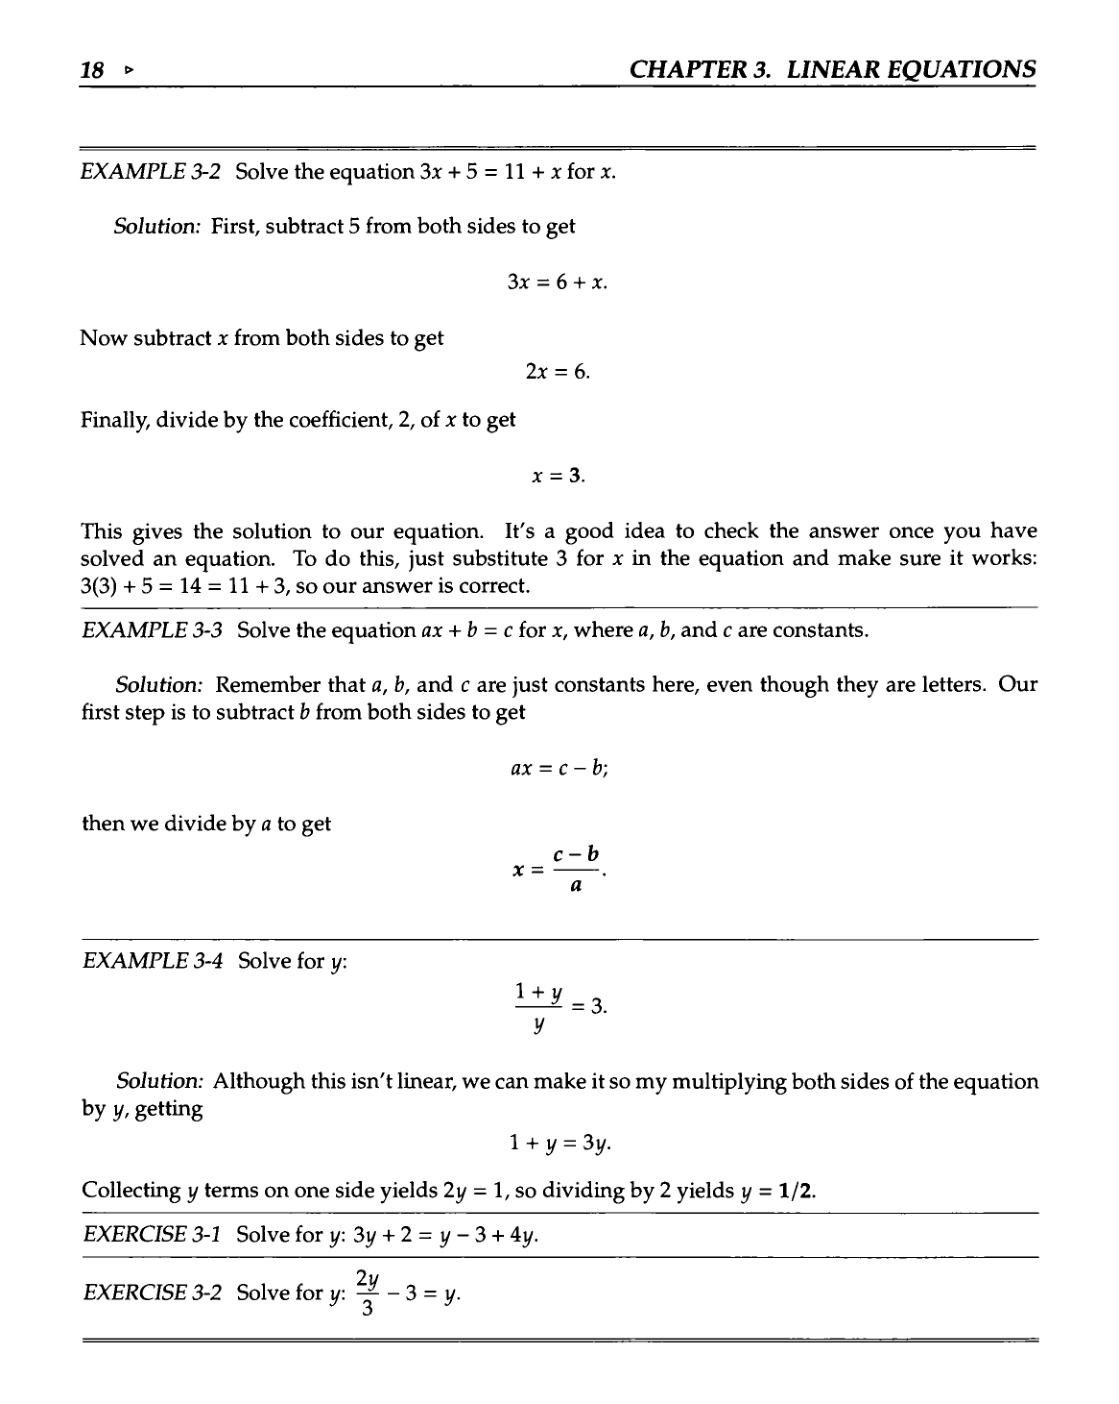 18 ▹ CHAPTER 3. LINEAR EQUATIONS
EXAMPLE 3-2 Solve the equation 3x + 5 = 11 + x for x.
Solution: First, subtract 5 from both sides to get
3x = 6 + x.
Now subtract x from both sides to get
2x = 6.
Finally, divide by the coefficient, 2, of x to get
x = 3.
This gives the solution to our equation. It's a good idea to check the answer once you have
solved an equation. To do this, just substitute 3 for x in the equation and make sure it works:
3(3) + 5 = 14 = 11 + 3, so our answer is correct.
EXAMPLE 3-3 Solve the equation ax + b = c for x, where a, b, and c are constants.
Solution: Remember that a, b, and c are just constants here, even though they are letters. Our
first step is to subtract b from both sides to get
ax = c − b;
then we divide by a to get
x = (c − b)/a.
EXAMPLE 3-4 Solve for y:
(1 + y)/y = 3.
Solution: Although this isn't linear, we can make it so my multiplying both sides of the equation
by y, getting
1 + y = 3y.
Collecting y terms on one side yields 2y = 1, so dividing by 2 yields y = 1/2.
EXERCISE 3-1 Solve for y: 3y + 2 = y − 3 + 4y.
EXERCISE 3-2 Solve for y: 2y/3 − 3 = y.